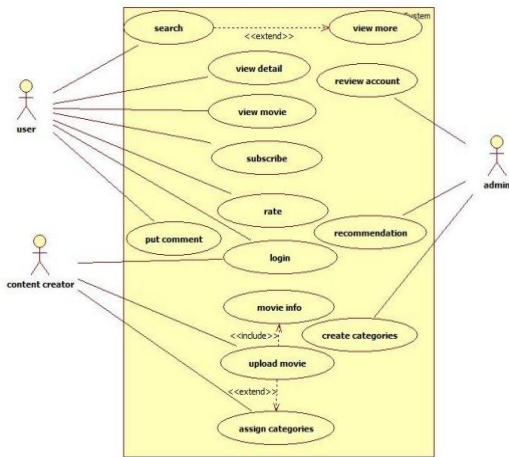 search
view more
<<extend>>
view detail
review account
view movie
user
subscribe
admin
rate
put comment
recommendation
login
content creator
movie info
<<include>>
create categories
upload movie
<<extend>>
assign categories